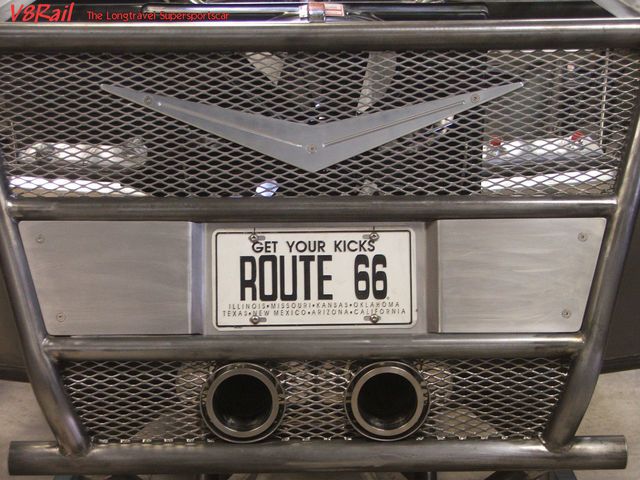 V8Rail The Longtravel Supersportscar
GET YOUR KICKS
ROUTE 66
ILLINOIS•MISSOURI•KANSAS•OKLAHOMA
TEXAS•NEW MEXICO•ARIZONA•CALIFORNIA